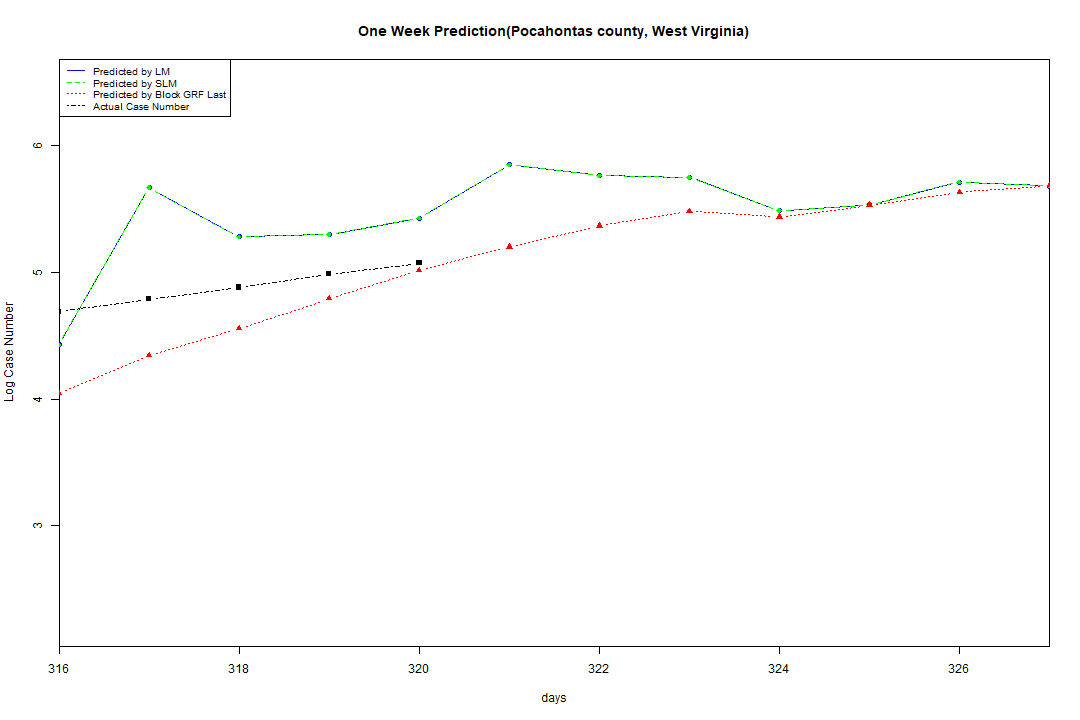 One Week Prediction(Pocahontas county, West Virginia)
Predicted by LM
Predicted by SLM
Predicted by Block GRF Last
Actual Case Number
6
5
4
3
Log Case Number
316 318 320 322 324 326
days